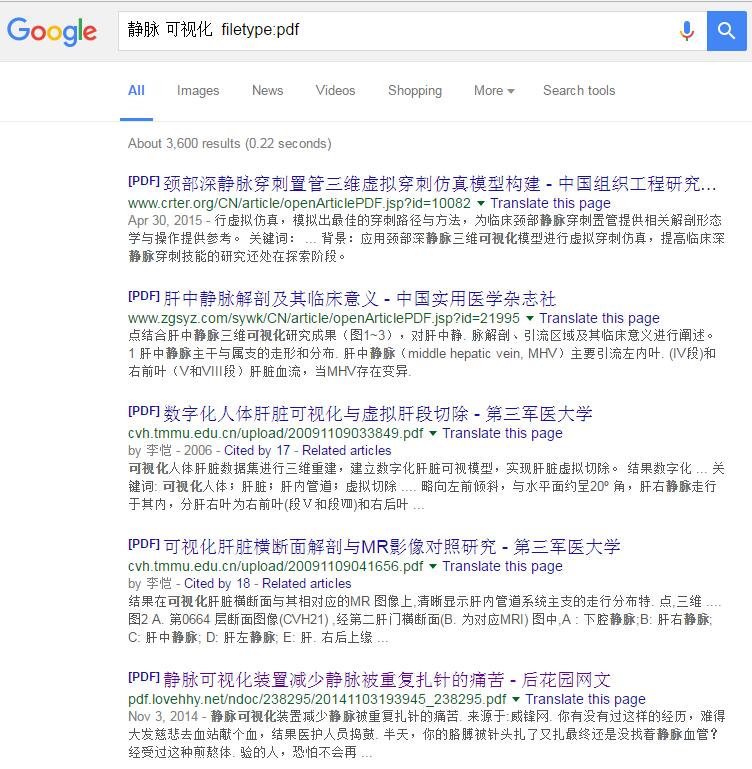 Google 静脉 可视化 filetype:pdf
All Images News Videos Shopping More Search tools
About 3,600 results (0.22 seconds)
[PDF] 颈部深静脉穿刺置管三维虚拟穿刺仿真模型构建 - 中国组织工程研究...
www.crter.org/CN/article/openArticlePDF.jsp?id=10082 Translate this page
Apr 30, 2015 - 行虚拟仿真，模拟出最佳的穿刺路径与方法，为临床颈部静脉穿刺置管提供相关解剖形态
学与操作提供参考。 关键词： ... 背景：应用颈部深静脉三维可视化模型进行虚拟穿刺仿真，提高临床深
静脉穿刺技能的研究还处在探索阶段。
[PDF] 肝中静脉解剖及其临床意义 - 中国实用医学杂志社
www.zgsyz.com/sywk/CN/article/openArticlePDF.jsp?id=21995 Translate this page
点结合肝中静脉三维可视化研究成果（图1~3），对肝中静. 脉解剖、引流区域及其临床意义进行阐述。
1 肝中静脉主干与属支的走形和分布. 肝中静脉（middle hepatic vein, MHV）主要引流左内叶. (IV段)和
右前叶（V和VIII段）肝脏血流，当MHV存在变异.
[PDF] 数字化人体肝脏可视化与虚拟肝段切除 - 第三军医大学
cvh.tmmu.edu.cn/upload/20091109033849.pdf Translate this page
by 李恺 - 2006 - Cited by 17 - Related articles
可视化人体肝脏数据集进行三维重建，建立数字化肝脏可视模型，实现肝脏虚拟切除。 结果数字化 ... 关
键词: 可视化人体；肝脏；肝内管道；虚拟切除 .... 略向左前倾斜，与水平面约呈20º 角，肝右静脉走行
于其内，分肝右叶为右前叶(段Ⅴ和段Ⅷ)和右后叶 ...
[PDF] 可视化肝脏横断面解剖与MR影像对照研究 - 第三军医大学
cvh.tmmu.edu.cn/upload/20091109041656.pdf Translate this page
by 李恺 - Cited by 18 - Related articles
结果在可视化肝脏横断面与其相对应的MR 图像上,清晰显示肝内管道系统主支的走行分布特. 点,三维 ....
图2 A. 第0664 层断面图像(CVH21) ,经第二肝门横断面(B. 为对应MRI) 图中,A : 下腔静脉;B: 肝右静脉;
C: 肝中静脉; D: 肝左静脉; E: 肝. 右后上缘 ...
[PDF] 静脉可视化装置减少静脉被重复扎针的痛苦 - 后花园网文
pdf.lovehhy.net/ndoc/238295/20141103193945_238295.pdf Translate this page
Nov 3, 2014 - 静脉可视化装置减少静脉被重复扎针的痛苦. 来源于:威锋网. 你有没有过这样的经历，难得
大发慈悲去血站献个血，结果医护人员捣鼓. 半天，你的胳膊被针头扎了又扎最终还是没找着静脉血管？
经受过这种煎熬体. 验的人，恐怕不会再 ...